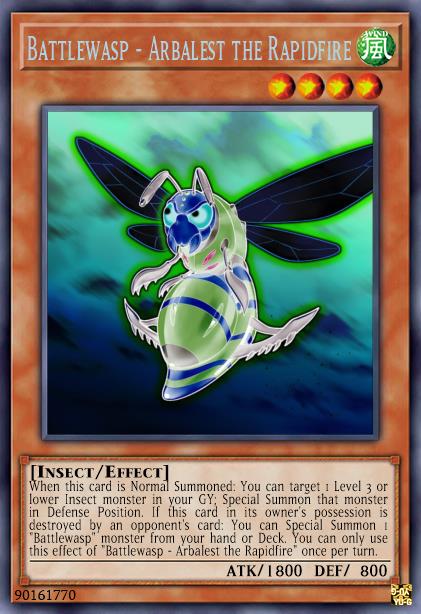 Battlewasp - Arbalest the Rapidfire
WIND
風
[Insect/Effect]
When this card is Normal Summoned: You can target 1 Level 3 or
lower Insect monster in your GY; Special Summon that monster
in Defense Position. If this card in its owner's possession is
destroyed by an opponent's card: You can Special Summon 1
"Battlewasp" monster from your hand or Deck. You can only use
this effect of "Battlewasp - Arbalest the Rapidfire" once per turn.
ATK/1800 DEF/ 800
90161770